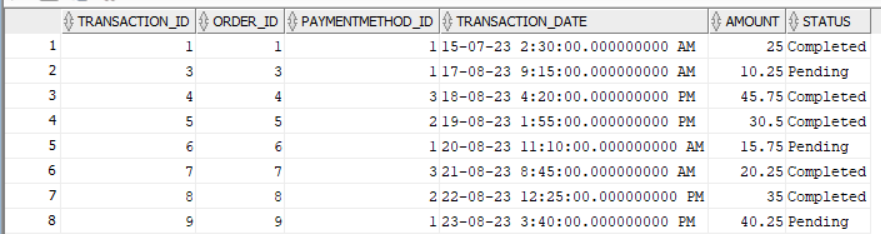 TRANSACTION_ID ORDER_ID PAYMENTMETHOD_ID TRANSACTION_DATE AMOUNT STATUS
1 1 1 1 15-07-23 2:30:00.000000000 AM 25 Completed
2 3 3 1 17-08-23 9:15:00.000000000 AM 10.25 Pending
3 4 4 3 18-08-23 4:20:00.000000000 PM 45.75 Completed
4 5 5 2 19-08-23 1:55:00.000000000 PM 30.5 Completed
5 6 6 1 20-08-23 11:10:00.000000000 AM 15.75 Pending
6 7 7 3 21-08-23 8:45:00.000000000 AM 20.25 Completed
7 8 8 2 22-08-23 12:25:00.000000000 PM 35 Completed
8 9 9 1 23-08-23 3:40:00.000000000 PM 40.25 Pending